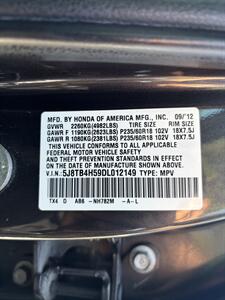 MFD. BY HONDA OF AMERICA MFG., INC. 09/'12
GVWR 2260KG(4982LBS) TIRE SIZE RIM SIZE
GAWR F 1190KG(2623LBS) P235/60R18 102V 18X7.5J
GAWR R 1080KG(2381LBS) P235/60R18 102V 18X7.5J
THIS VEHICLE CONFORMS TO ALL APPLICABLE
FEDERAL MOTOR VEHICLE SAFETY AND
THEFT PREVENTION STANDARDS IN EFFECT ON
THE DATE OF MANUFACTURE SHOWN ABOVE.
V.I.N.: 5J8TB4H59DL012149 TYPE: MPV
TX4 D AB6 -NH782M -A-L